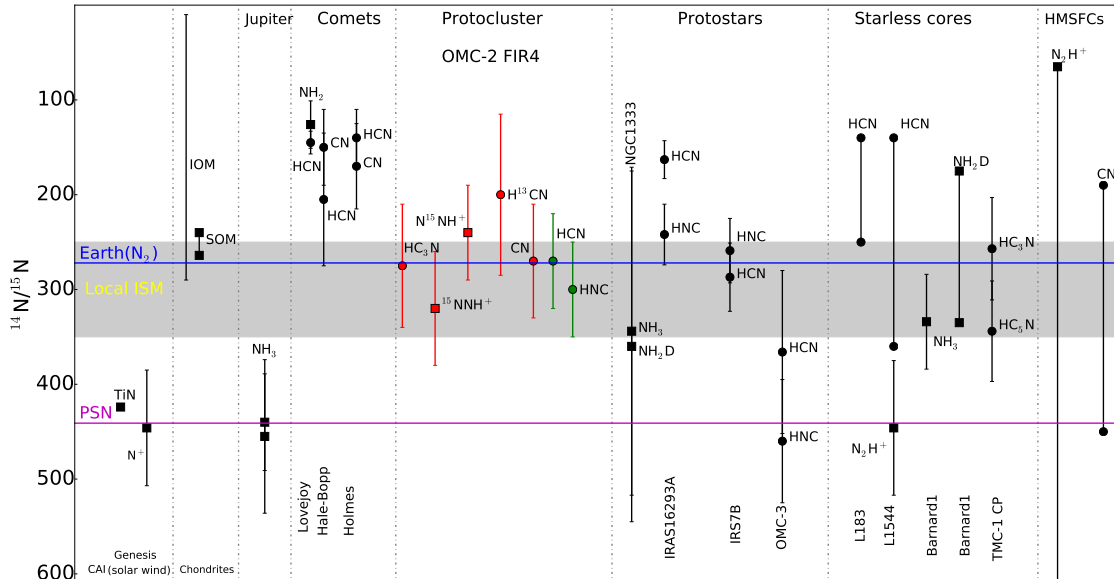 Jupiter Comets Protocluster Protostars Starless cores HMSFCs
OMC-2 FIR4
¹⁴N/¹⁵N
100
200
300
400
500
600
Earth(N₂)
Local ISM
PSN
TiN
N⁺
CAI
Genesis
(solar wind)
IOM
SOM
Chondrites
NH₃
NH₂
HCN
CN
HCN
HCN
CN
Lovejoy
Hale-Bopp
Holmes
HC₃N
¹⁵NNH⁺
N¹⁵NH⁺
H¹³CN
CN
HCN
HNC
NGC1333
NH₃
NH₂D
HCN
HNC
IRAS16293A
HNC
HCN
IRS7B
HCN
HNC
OMC-3
HCN
L183
HCN
N₂H⁺
L1544
NH₃
Barnard1
NH₂D
Barnard1
HC₃N
HC₅N
TMC-1 CP
N₂H⁺
CN